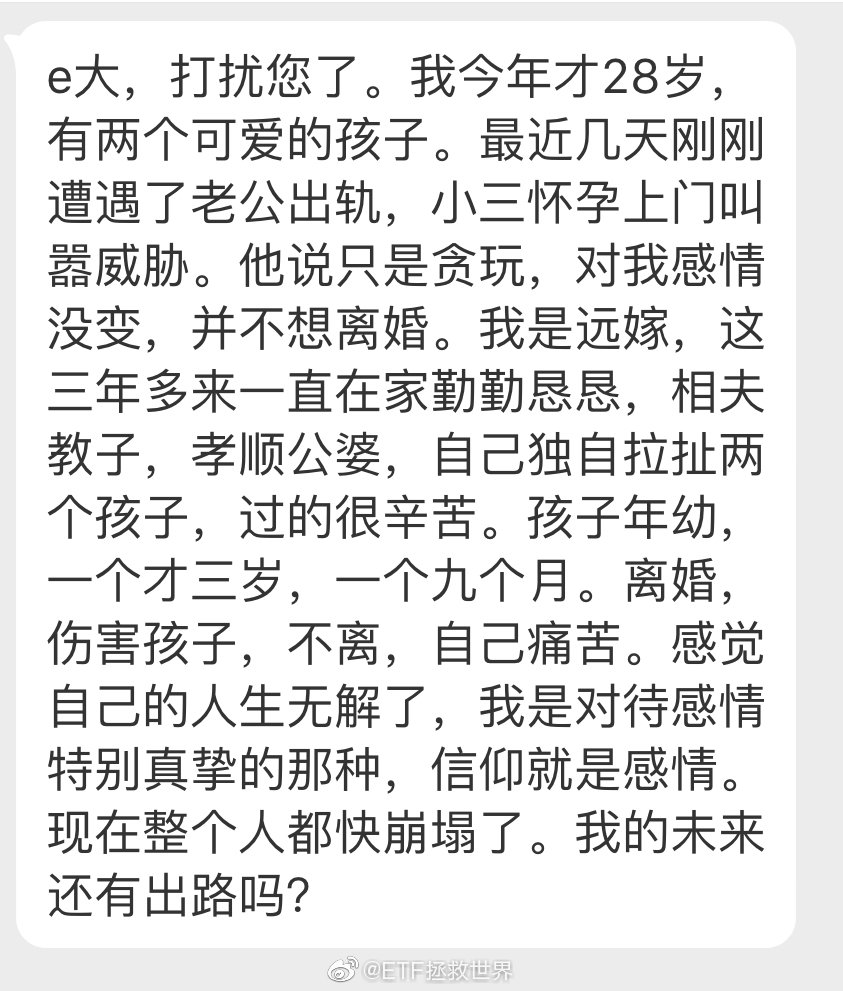 e大，打扰您了。我今年才28岁，
有两个可爱的孩子。最近几天刚刚
遭遇了老公出轨，小三怀孕上门叫
嚣威胁。他说只是贪玩，对我感情
没变，并不想离婚。我是远嫁，这
三年多来一直在家勤勤恳恳，相夫
教子，孝顺公婆，自己独自拉扯两
个孩子，过的很辛苦。孩子年幼，
一个才三岁，一个九个月。离婚，
伤害孩子，不离，自己痛苦。感觉
自己的人生无解了，我是对待感情
特别真挚的那种，信仰就是感情。
现在整个人都快崩塌了。我的未来
还有出路吗？
@ETF拯救世界